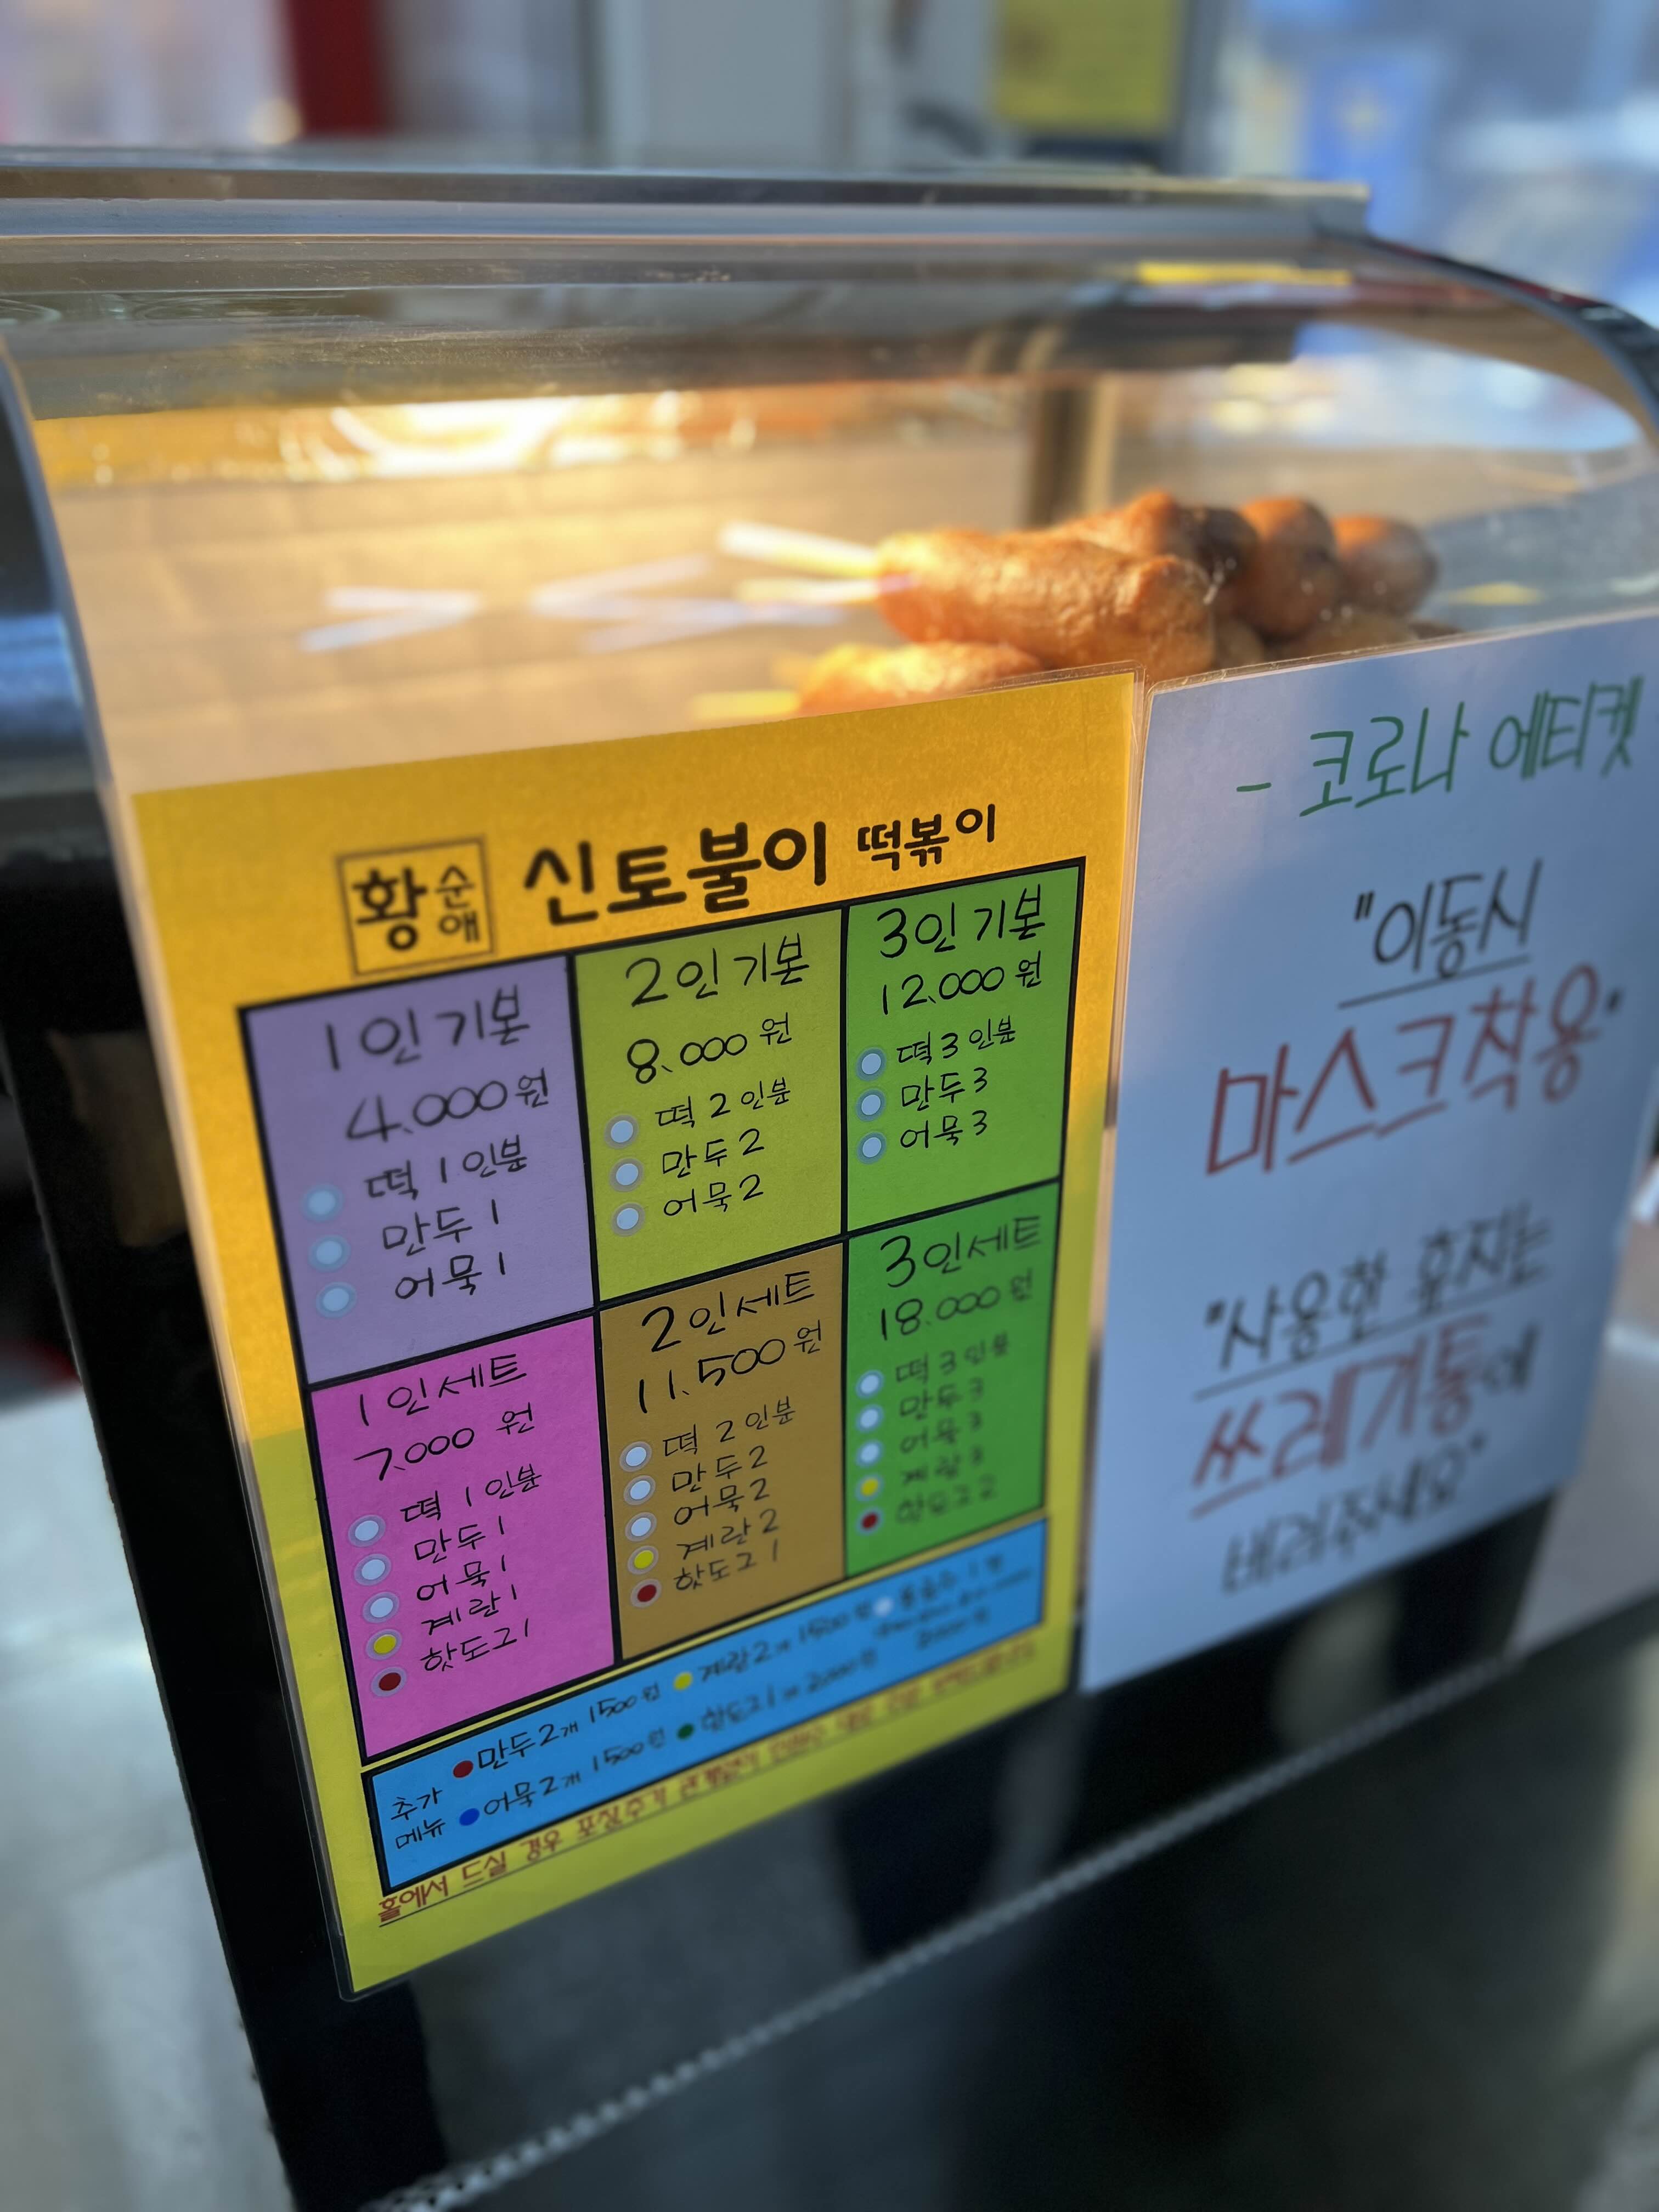 황순애 신토불이 떡볶이
1인 기본
4.000원
떡 1인분
만두 1
어묵 1
2인 기본
8.000원
떡 2인분
만두 2
어묵 2
3인 기본
12.000원
떡 3인분
만두 3
어묵 3
1인세트
7.000원
떡 1인분
만두 1
어묵 1
계란 1
핫도그 1
2인세트
11.500원
떡 2인분
만두 2
어묵 2
계란 2
핫도그 1
3인세트
18.000원
떡 3인분
만두 3
어묵 3
계란 3
핫도그 2
추가
메뉴
만두 2개 1500원
계란 2개 1500원
어묵 2개 1500원
핫도그 1개 2000원
홀에서 드실 경우 포장용기
- 코로나 에티켓
"이동시
마스크착용"
"사용한 휴지는
쓰레기통에
버려주세요"